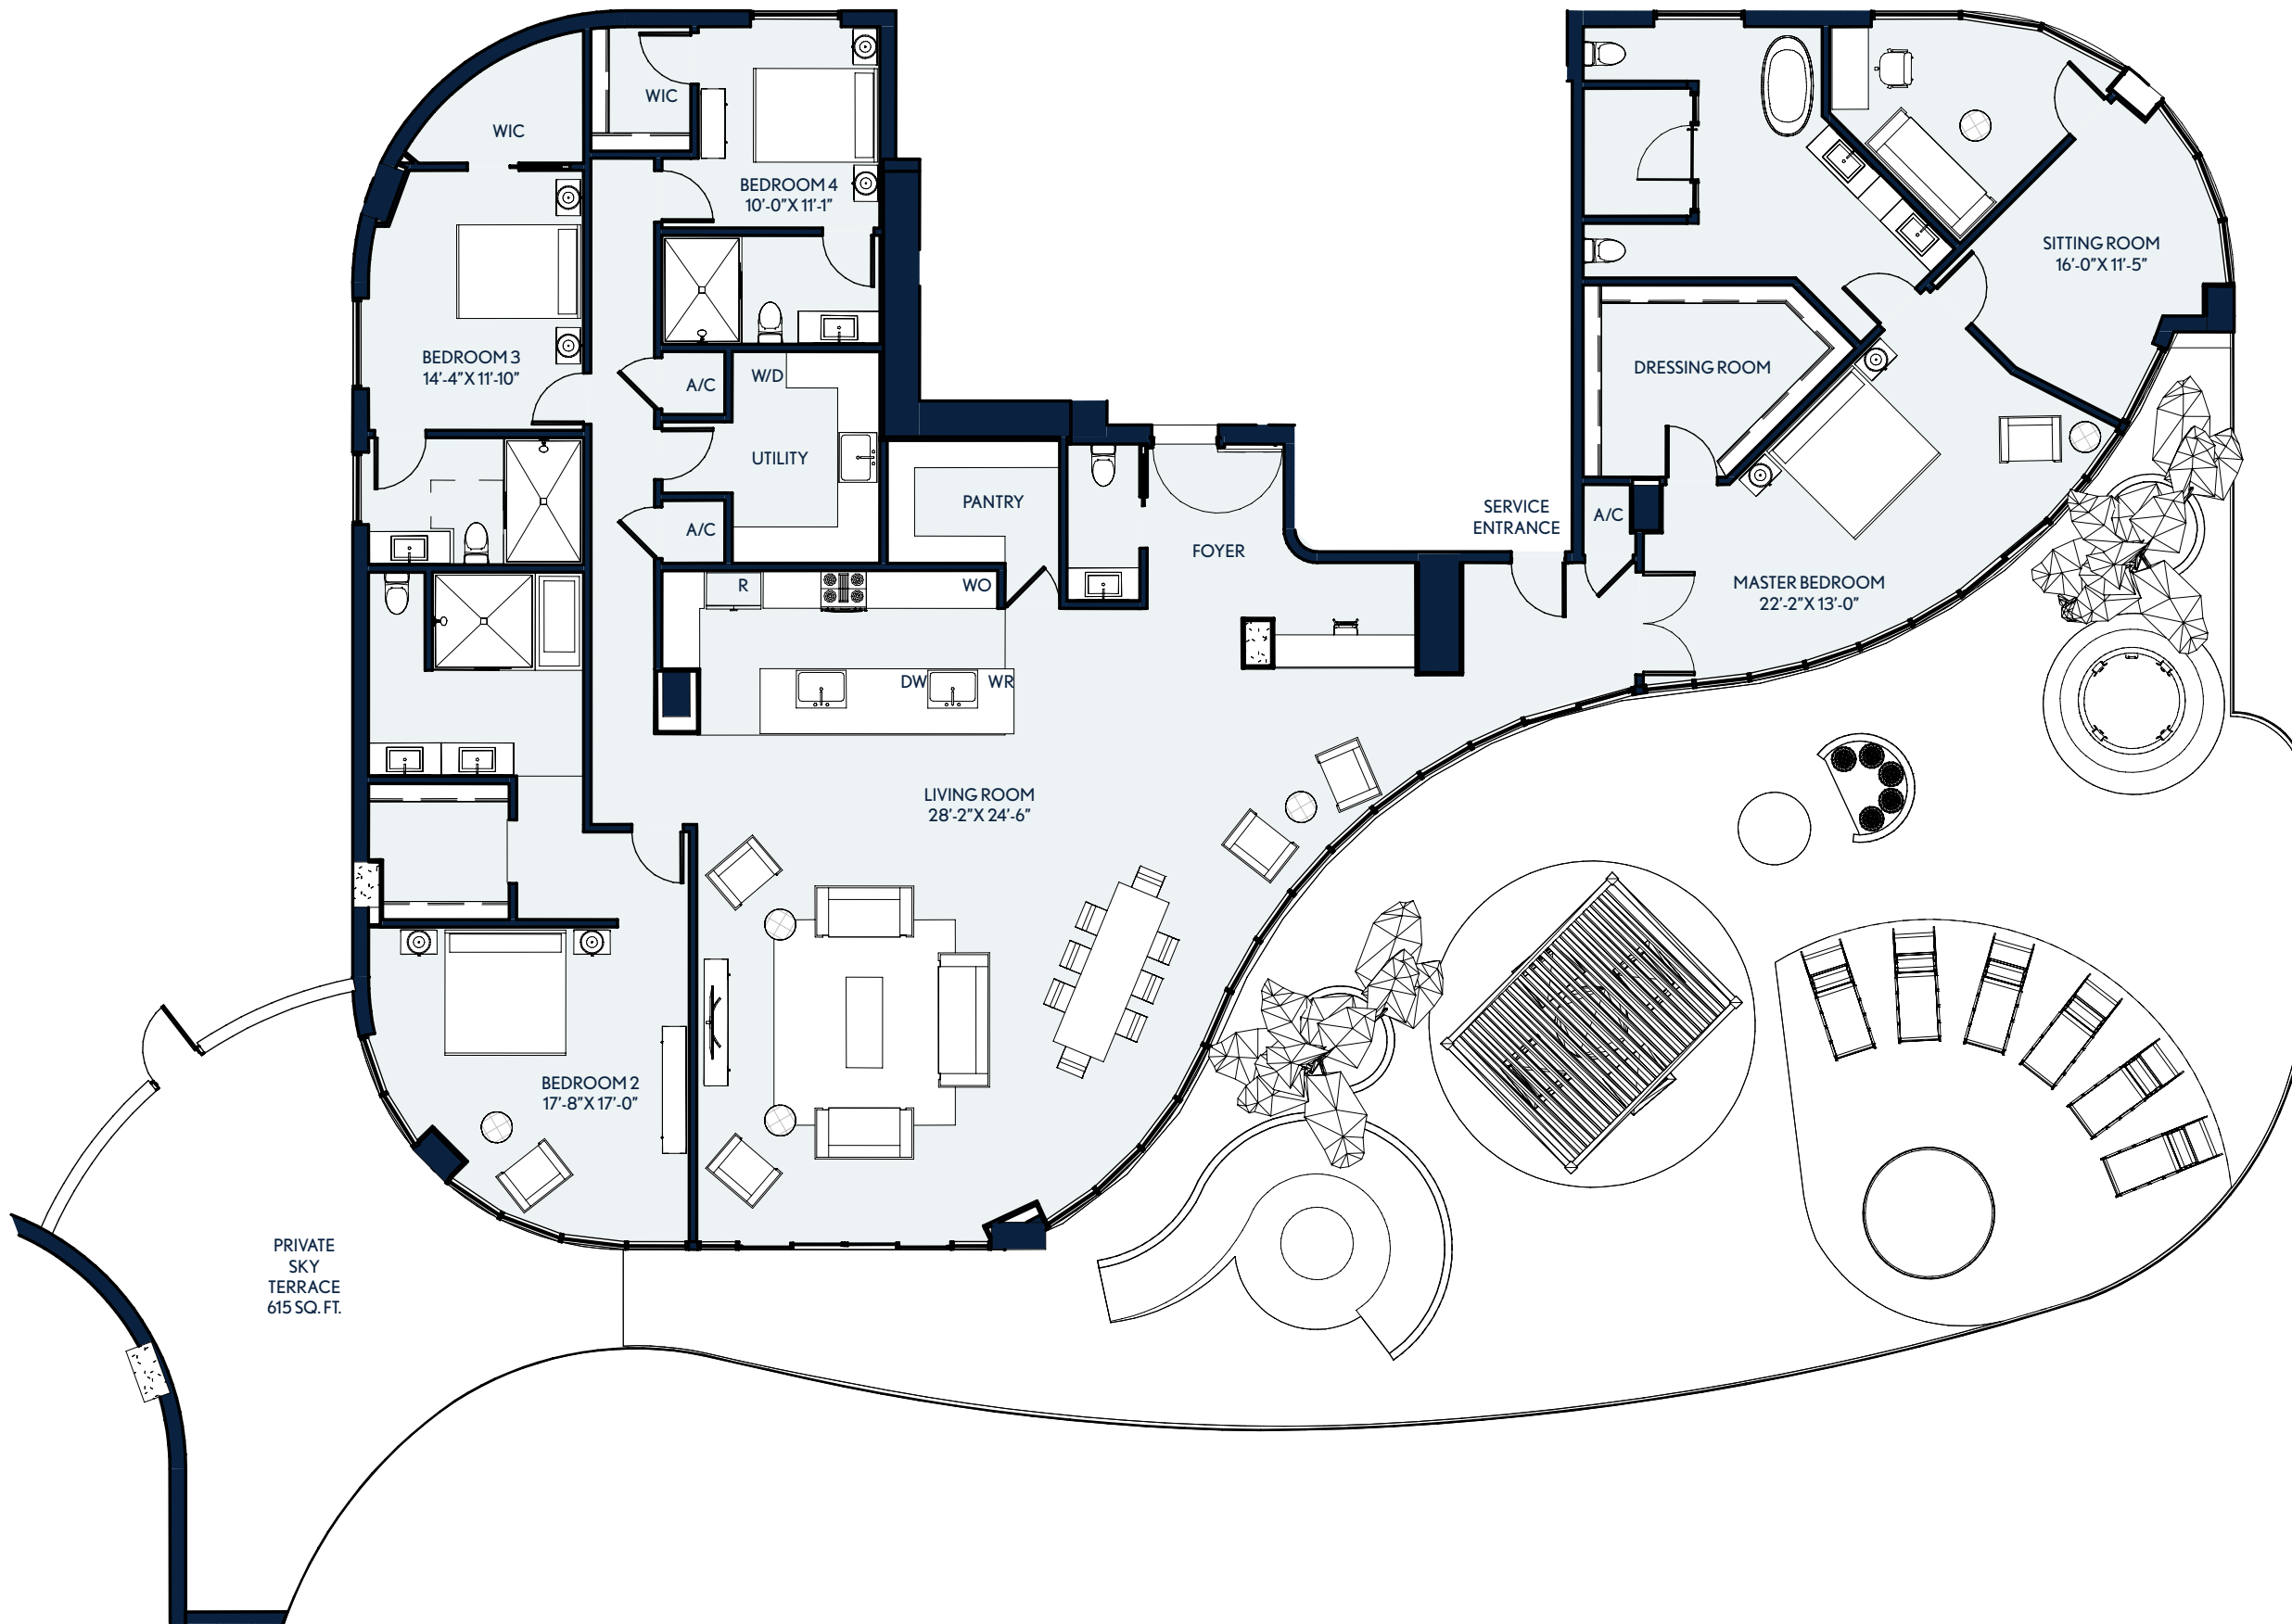 WIC
WIC
BEDROOM 4
10'-0"X 11'-1"
SITTING ROOM
16'-0"X 11'-5"
BEDROOM 3
14'-4"X 11'-10"
A/C
W/D
DRESSING ROOM
UTILITY
PANTRY
A/C
SERVICE
ENTRANCE
A/C
FOYER
R
WO
MASTER BEDROOM
22'-2"X 13'-0"
DW
WR
LIVING ROOM
28'-2"X 24'-6"
BEDROOM 2
17'-8"X 17'-0"
PRIVATE
SKY
TERRACE
615 SQ. FT.